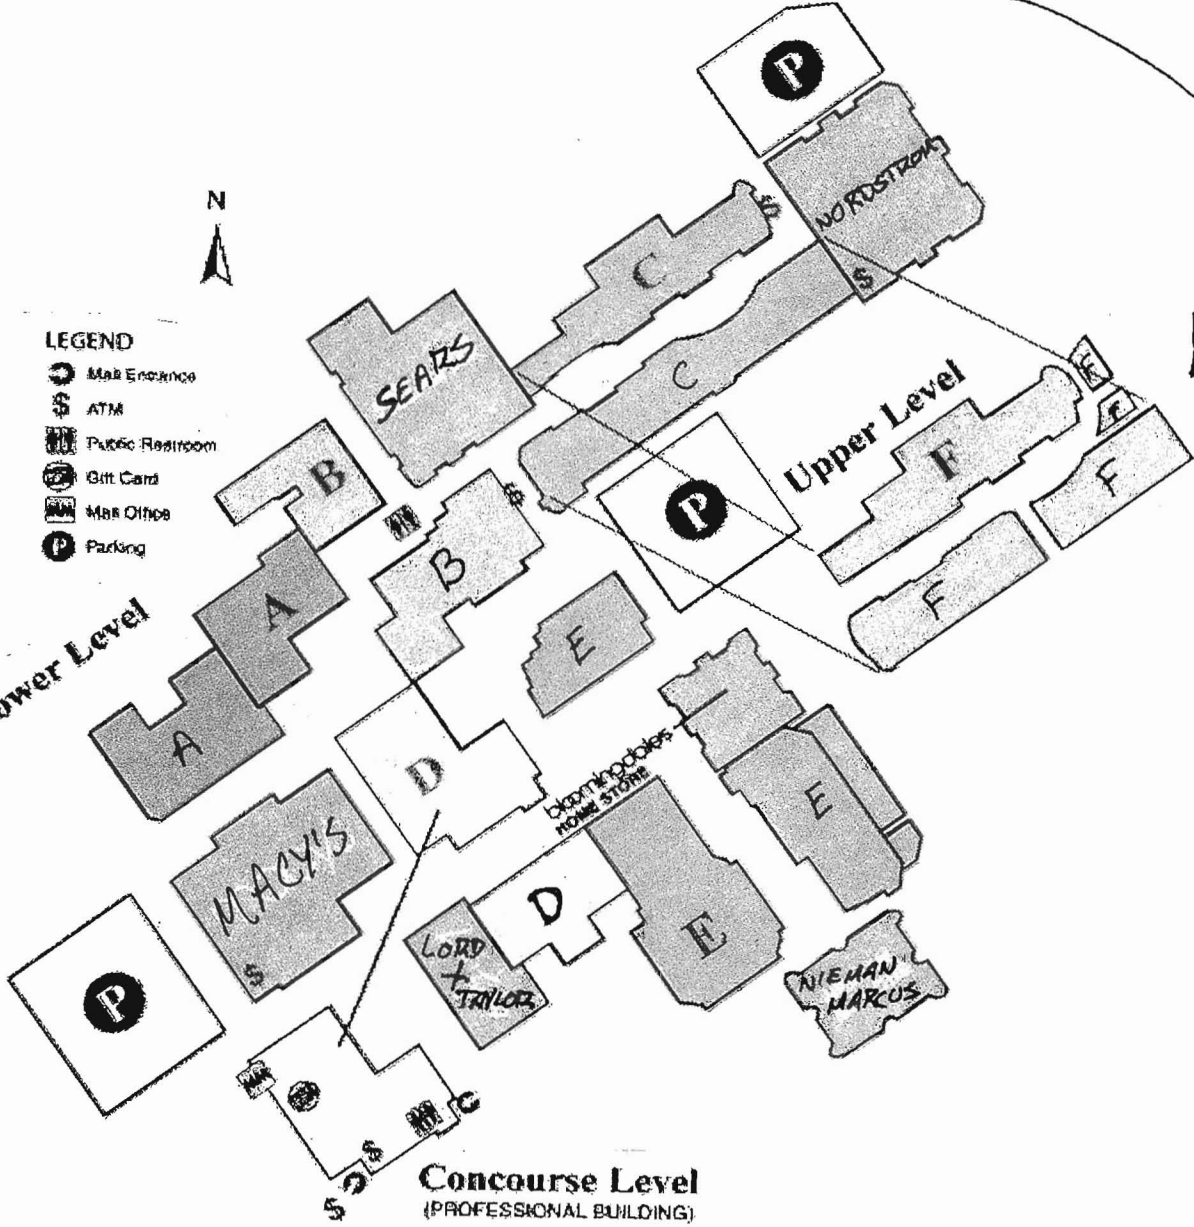 P
NORDSTROM
$
N
C
LEGEND
Mall Entrance
$ ATM
Public Restroom
Gift Card
Mall Office
P Parking
SEARS
C
$
F
F
Upper Level
F
F
F
B
$
P
B
A
E
ower Level
A
D
bloomingdales
HOME STORE
E
MACY'S
$
D
E
LORD
+
TAYLOR
NIEMAN
MARCUS
P
$
$
Concourse Level
(PROFESSIONAL BUILDING)